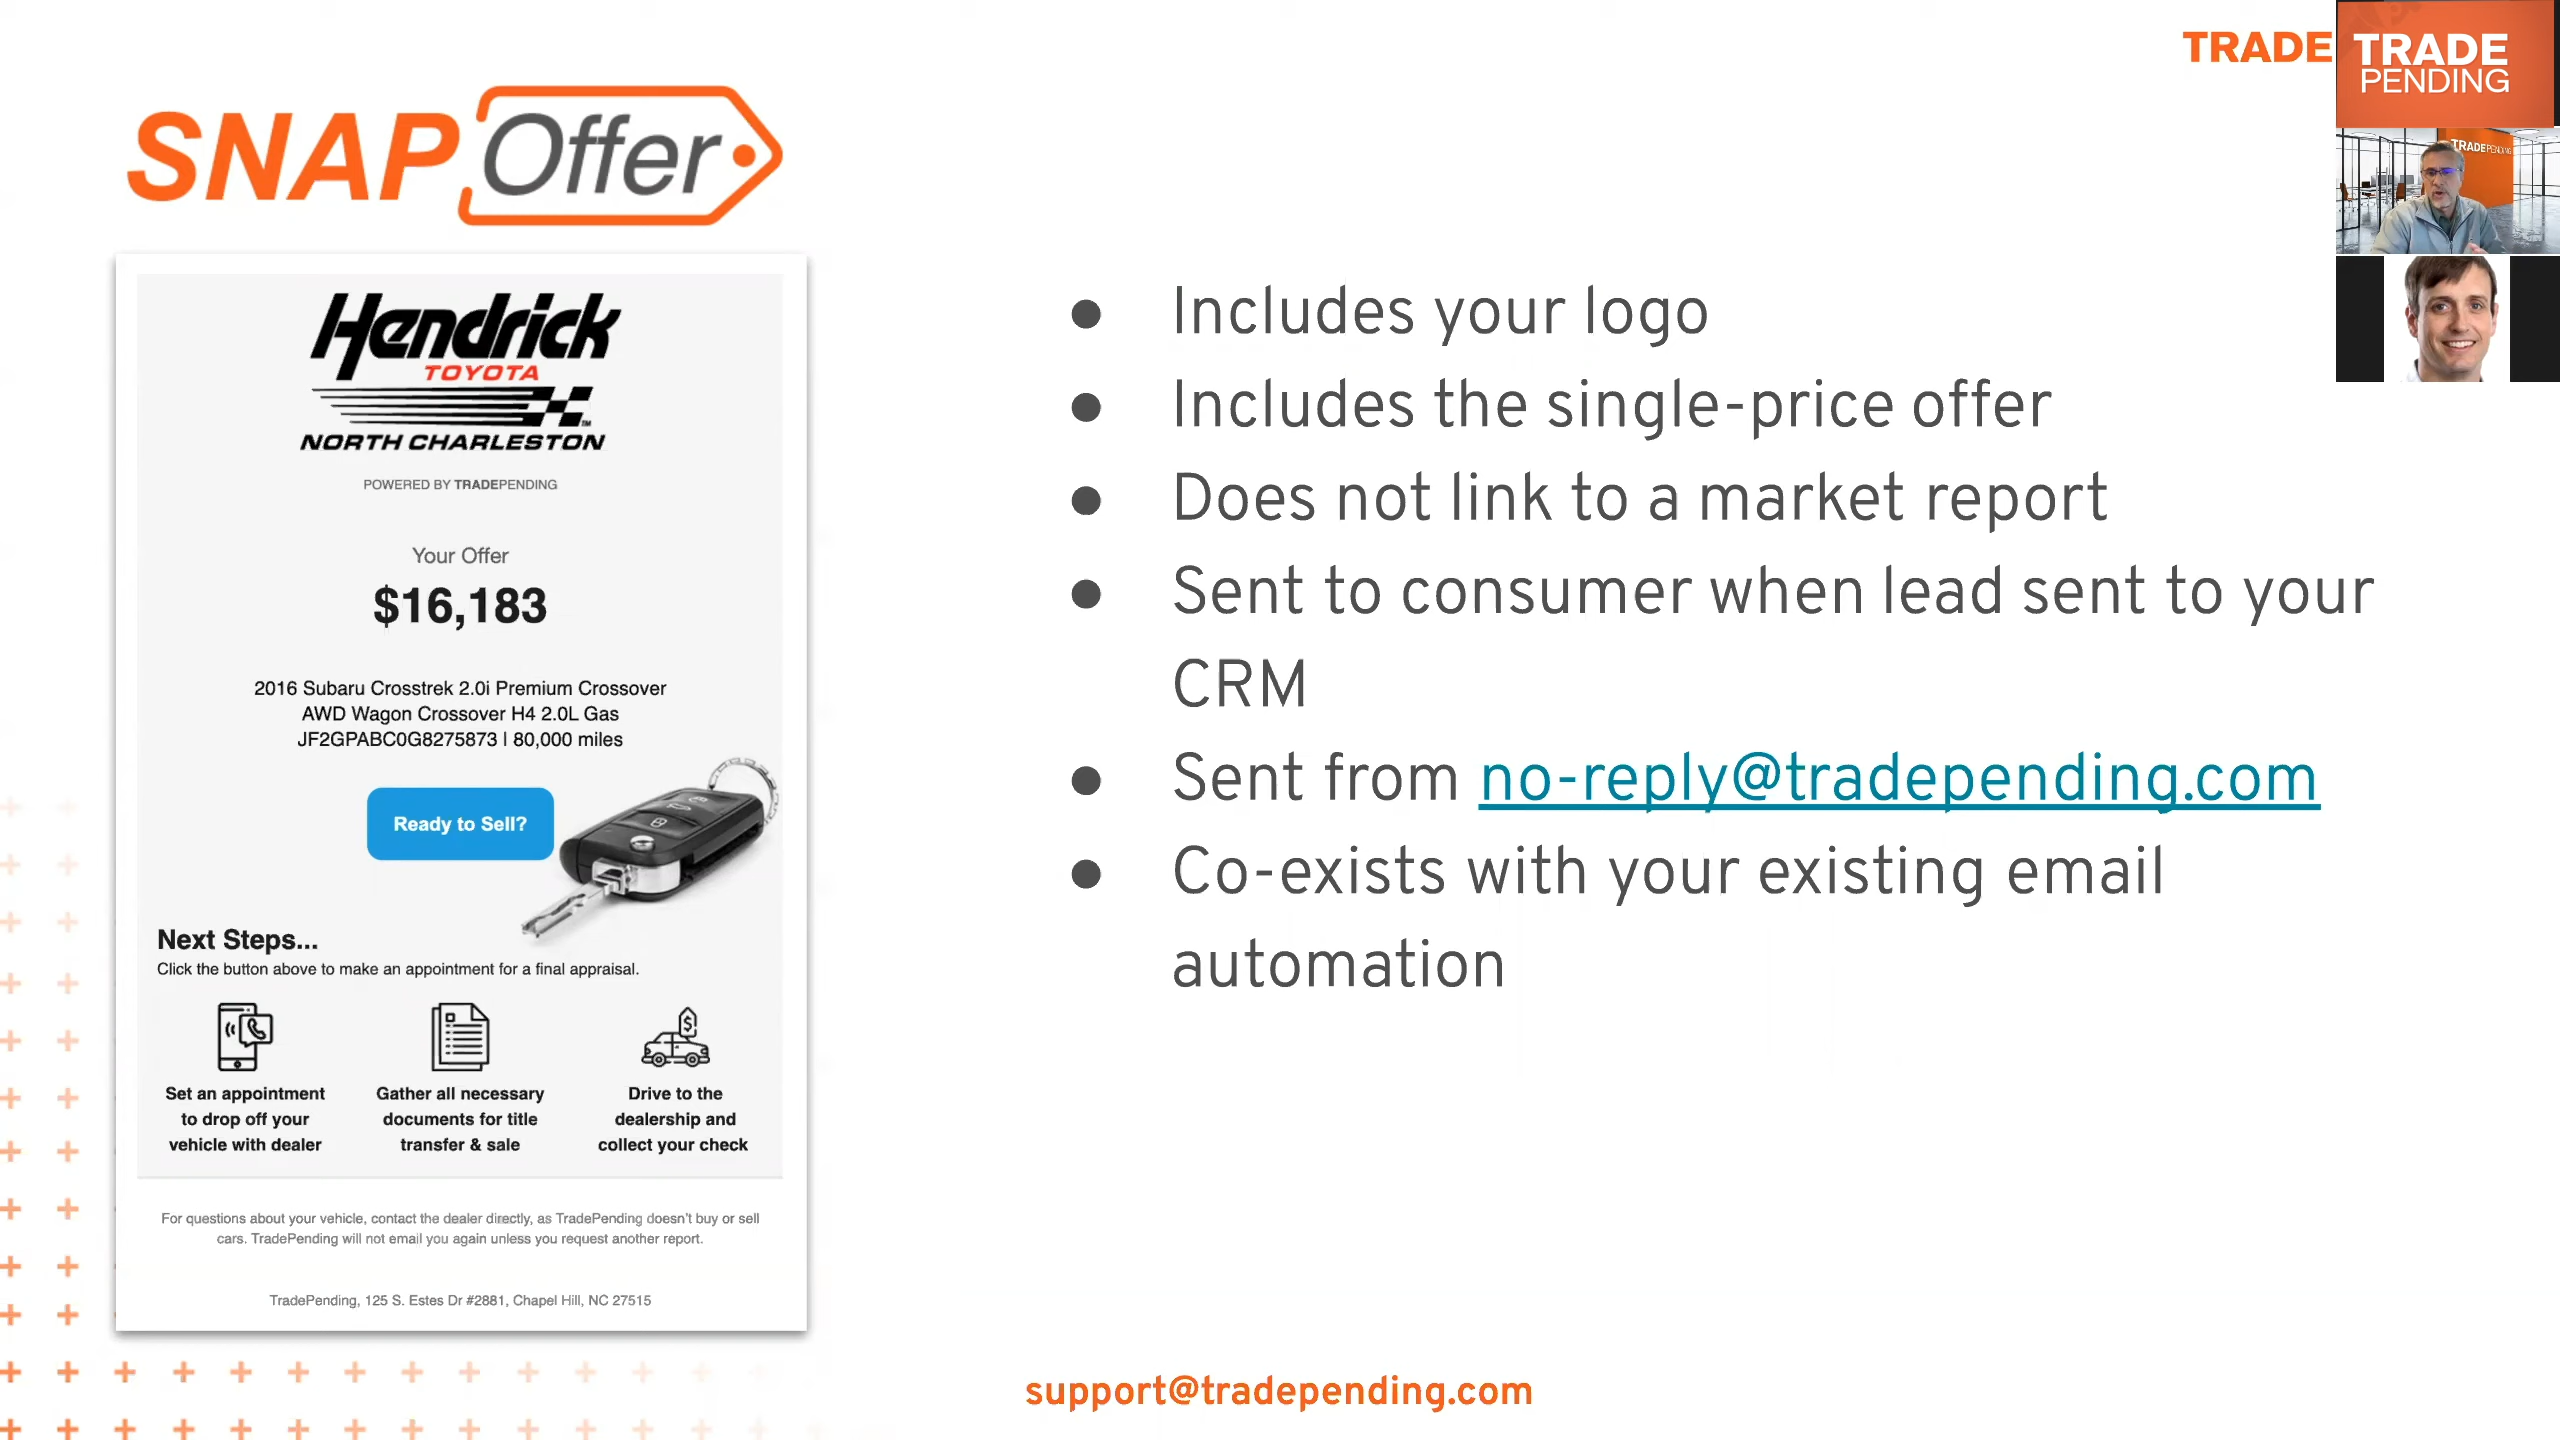 TRADE
TRADE
PENDING
TRADEPENDING
SNAP Offer
Hendrick
TOYOTA
TM
NORTH CHARLESTON
POWERED BY TRADEPENDING
Your Offer
$16,183
2016 Subaru Crosstrek 2.0i Premium Crossover
AWD Wagon Crossover H4 2.0L Gas
JF2GPABC0G8275873 | 80,000 miles
Ready to Sell?
Next Steps...
Click the button above to make an appointment for a final appraisal.
Set an appointment
to drop off your
vehicle with dealer
Gather all necessary
documents for title
transfer & sale
Drive to the
dealership and
collect your check
For questions about your vehicle, contact the dealer directly, as TradePending doesn't buy or sell
cars. TradePending will not email you again unless you request another report.
TradePending, 125 S. Estes Dr #2881, Chapel Hill, NC 27515
● Includes your logo
● Includes the single-price offer
● Does not link to a market report
● Sent to consumer when lead sent to your
CRM
● Sent from no-reply@tradepending.com
● Co-exists with your existing email
automation
support@tradepending.com